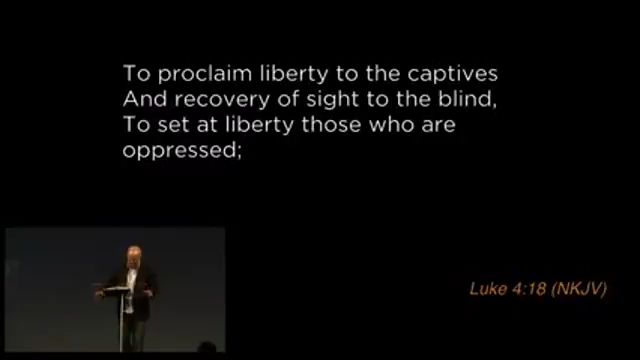 To proclaim liberty to the captives
And recovery of sight to the blind,
To set at liberty those who are
oppressed;
Luke 4:18 (NKJV)